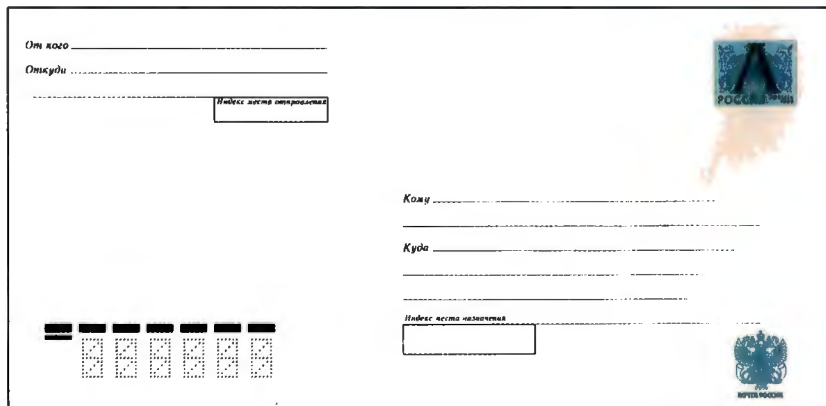 От кого
Откуда
Индекс места отправления
А
РОССИЯ
Кому
Куда
Индекс места назначения
ПОЧТА РОССИИ